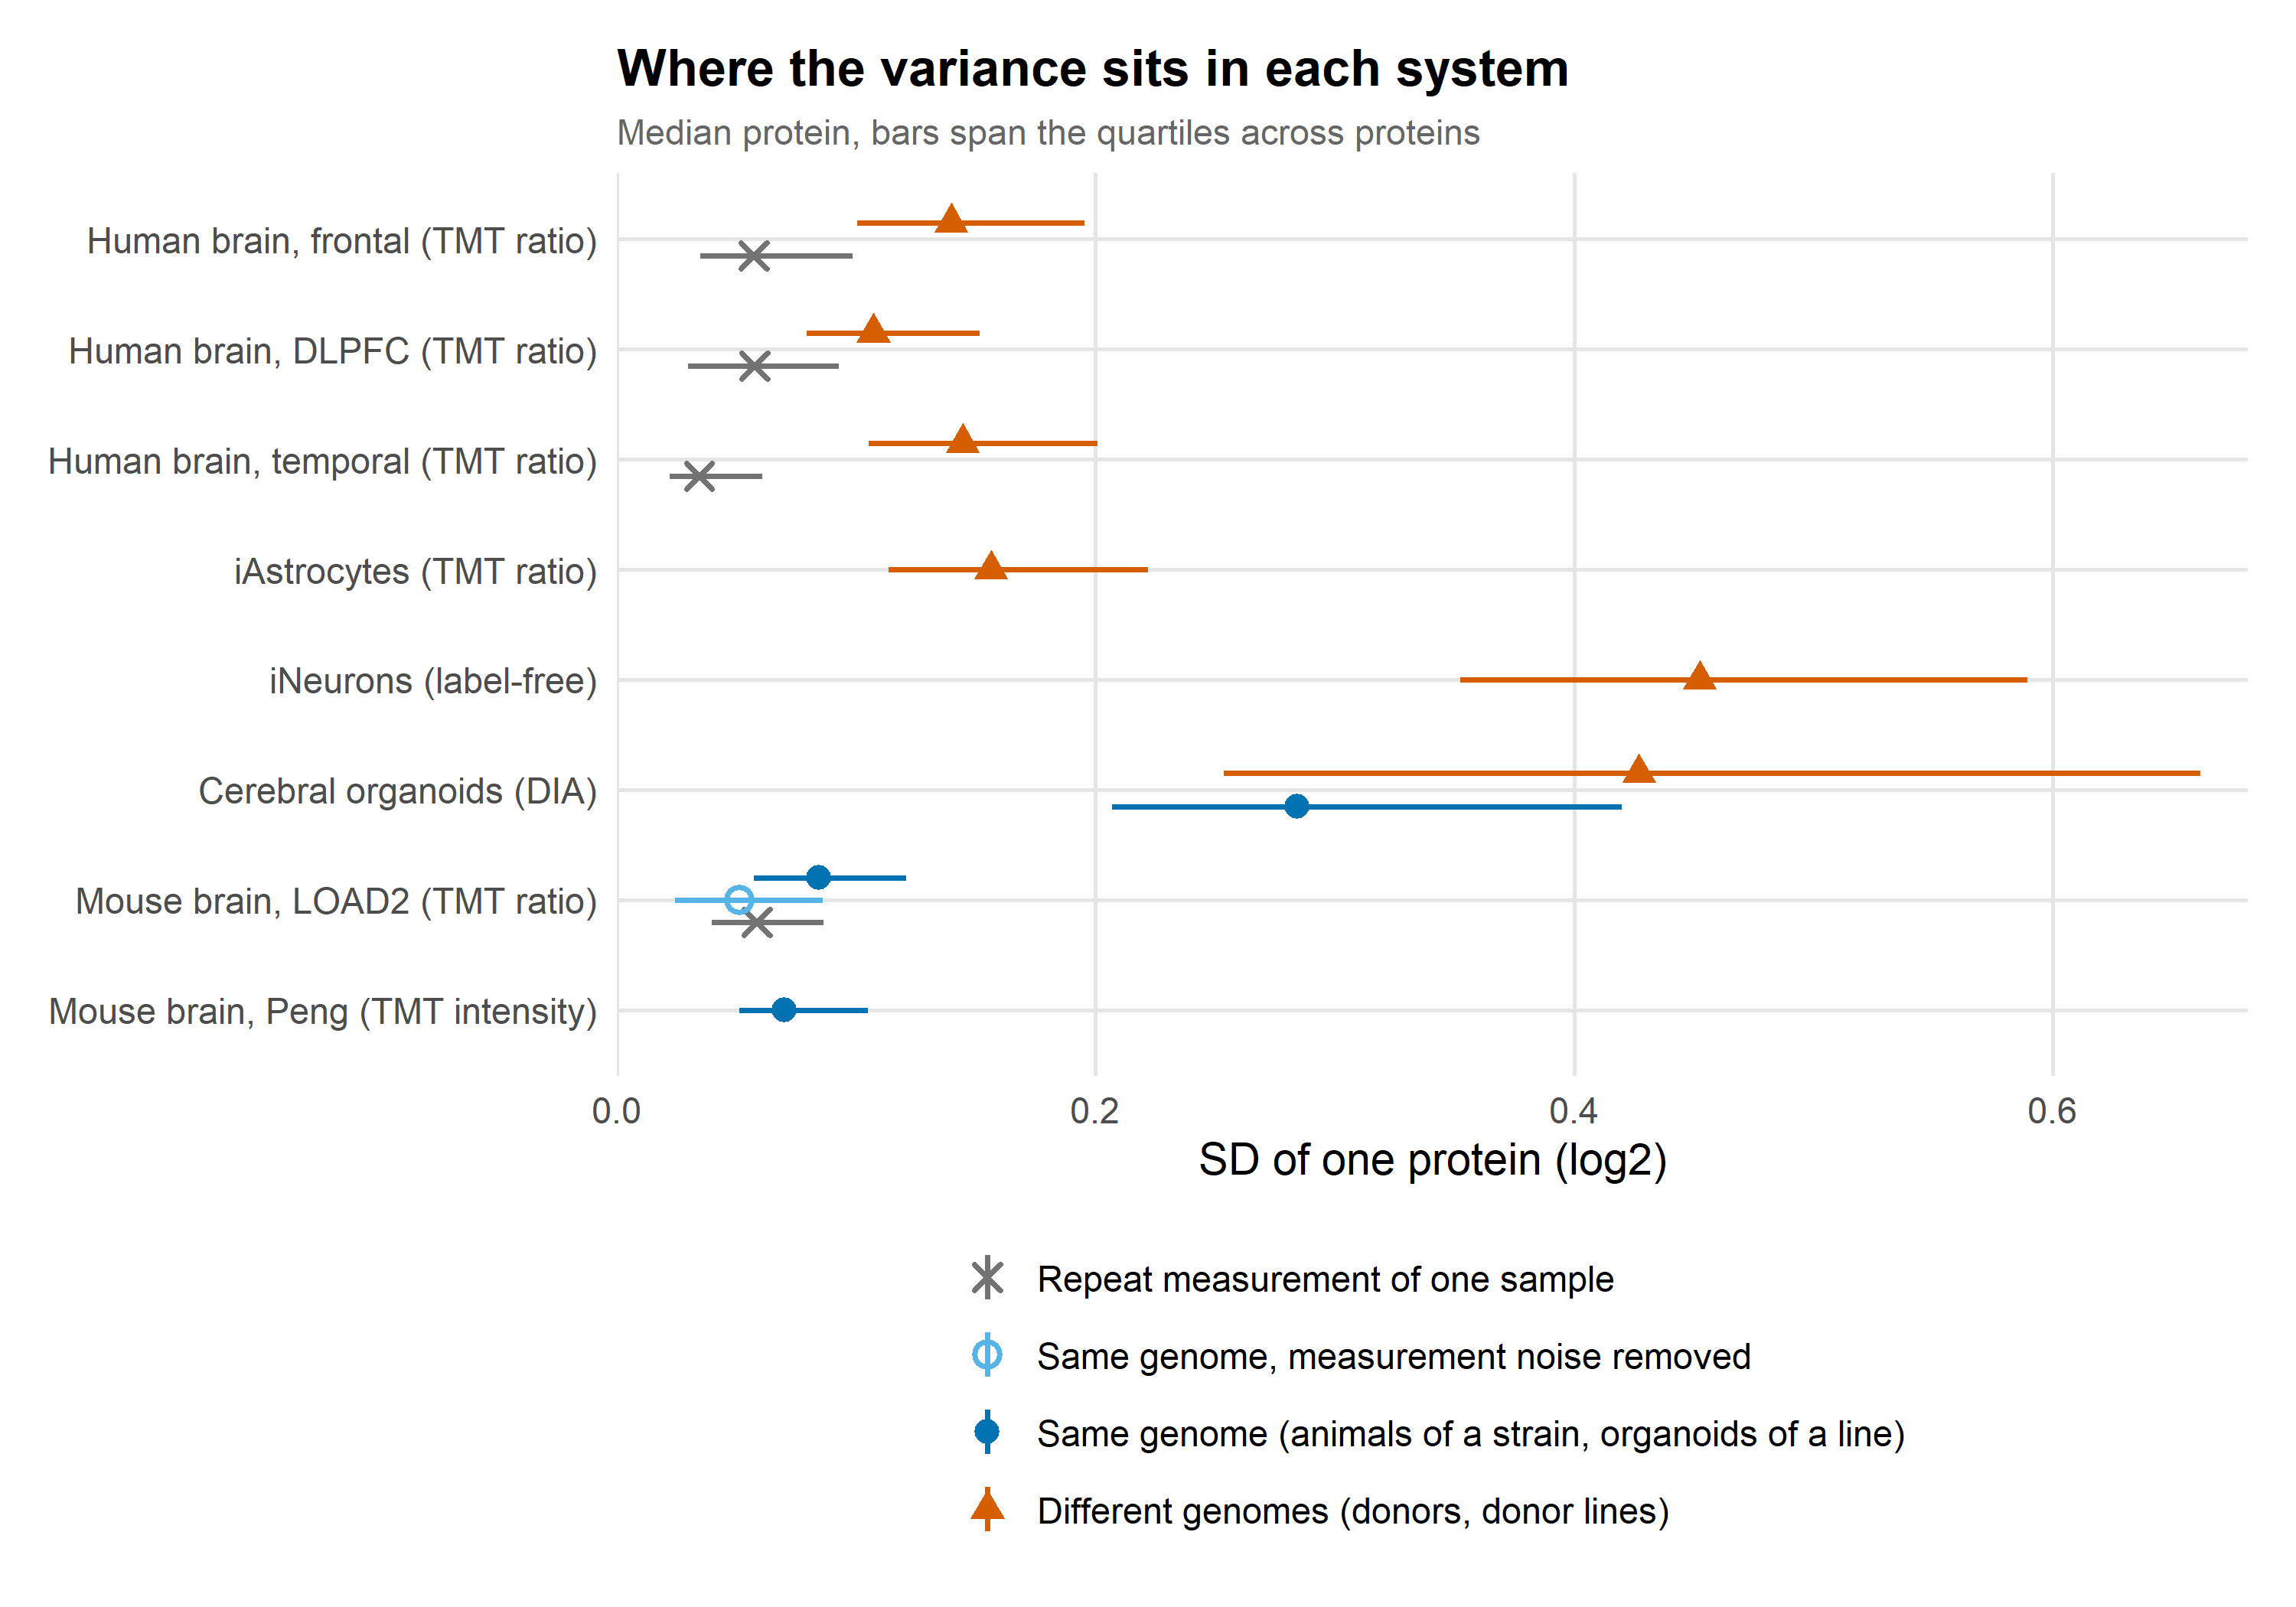 Where the variance sits in each system
Median protein, bars span the quartiles across proteins
Human brain, frontal (TMT ratio)
Human brain, DLPFC (TMT ratio)
Human brain, temporal (TMT ratio)
iAstrocytes (TMT ratio)
iNeurons (label-free)
Cerebral organoids (DIA)
Mouse brain, LOAD2 (TMT ratio)
Mouse brain, Peng (TMT intensity)
0.0 0.2 0.4 0.6
SD of one protein (log2)
Repeat measurement of one sample
Same genome, measurement noise removed
Same genome (animals of a strain, organoids of a line)
Different genomes (donors, donor lines)